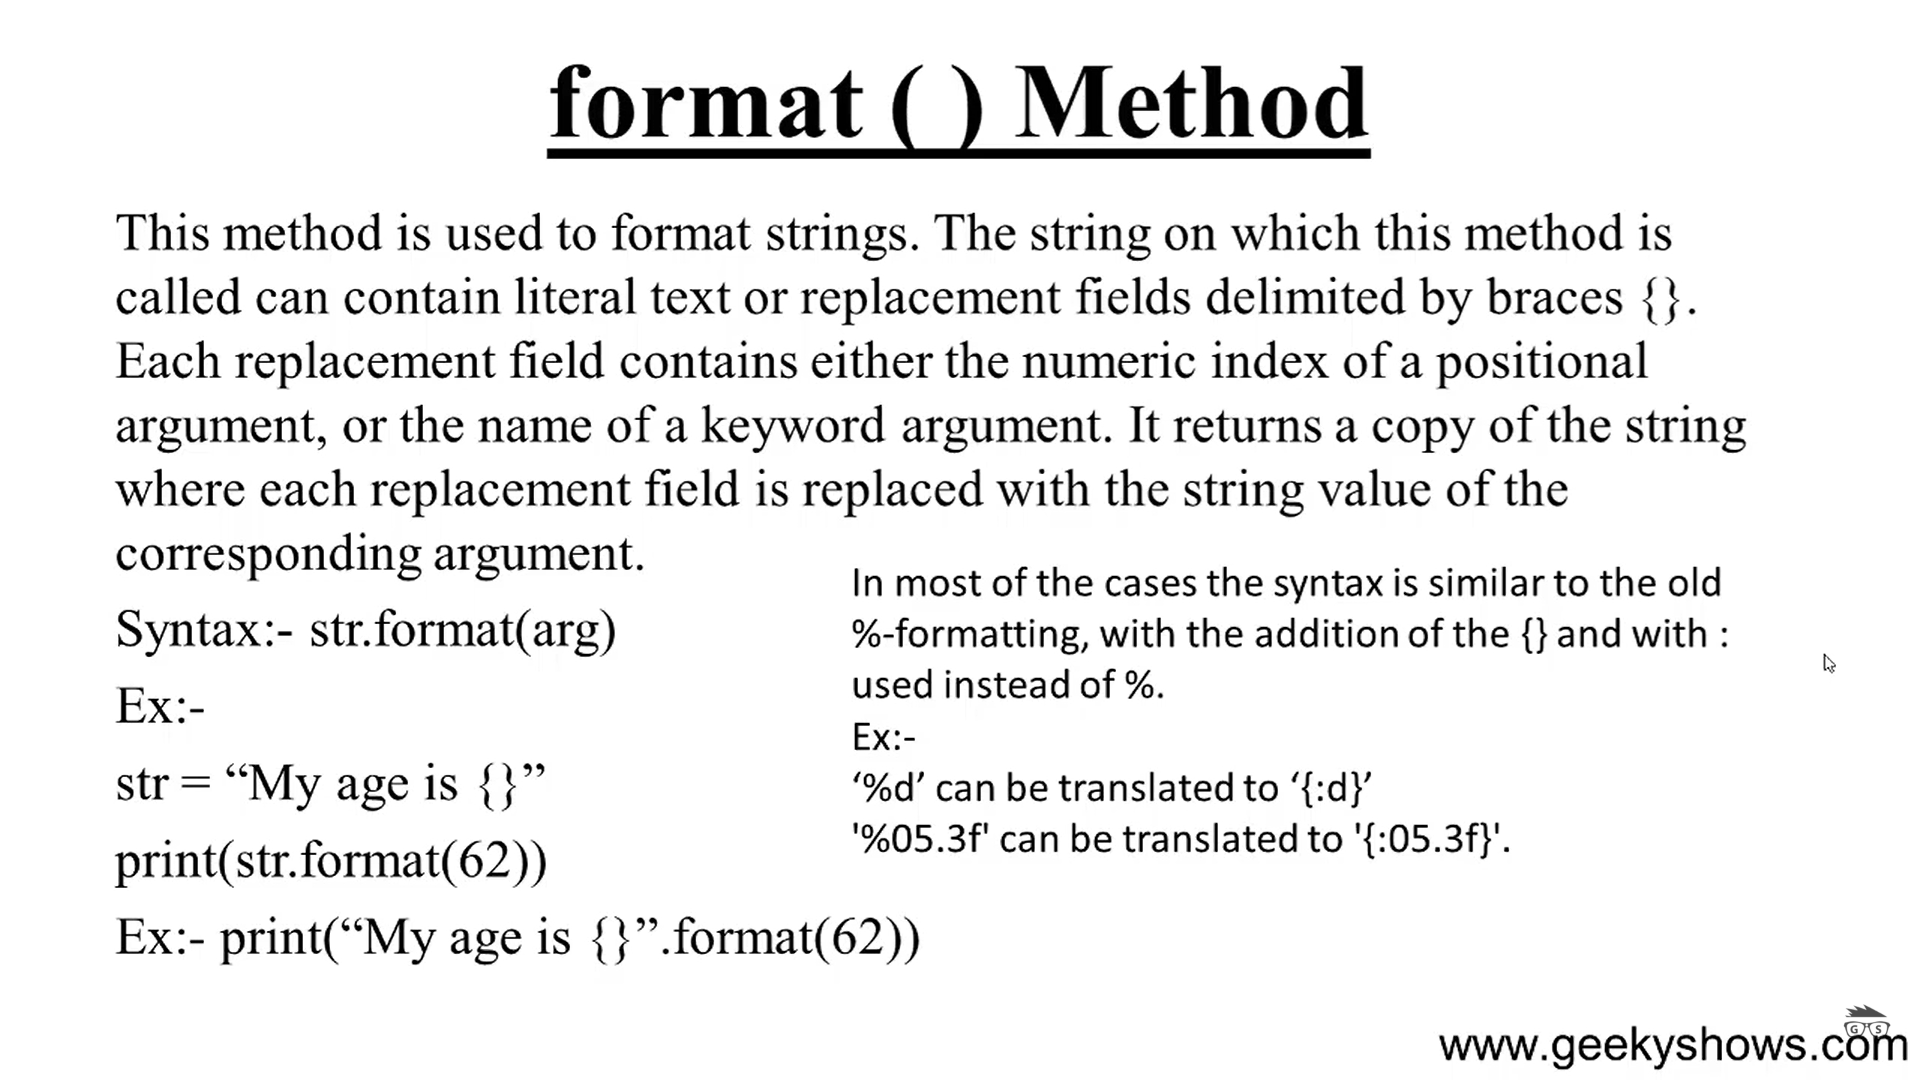 format ( ) Method
This method is used to format strings. The string on which this method is
called can contain literal text or replacement fields delimited by braces {}.
Each replacement field contains either the numeric index of a positional
argument, or the name of a keyword argument. It returns a copy of the string
where each replacement field is replaced with the string value of the
corresponding argument.
Syntax:- str.format(arg)
Ex:-
str = “My age is {}”
print(str.format(62))
Ex:- print(“My age is {}”.format(62))
In most of the cases the syntax is similar to the old
%-formatting, with the addition of the {} and with :
used instead of %.
Ex:-
‘%d’ can be translated to ‘{:d}’
'%05.3f' can be translated to '{:05.3f}'.
G S
www.geekyshows.com